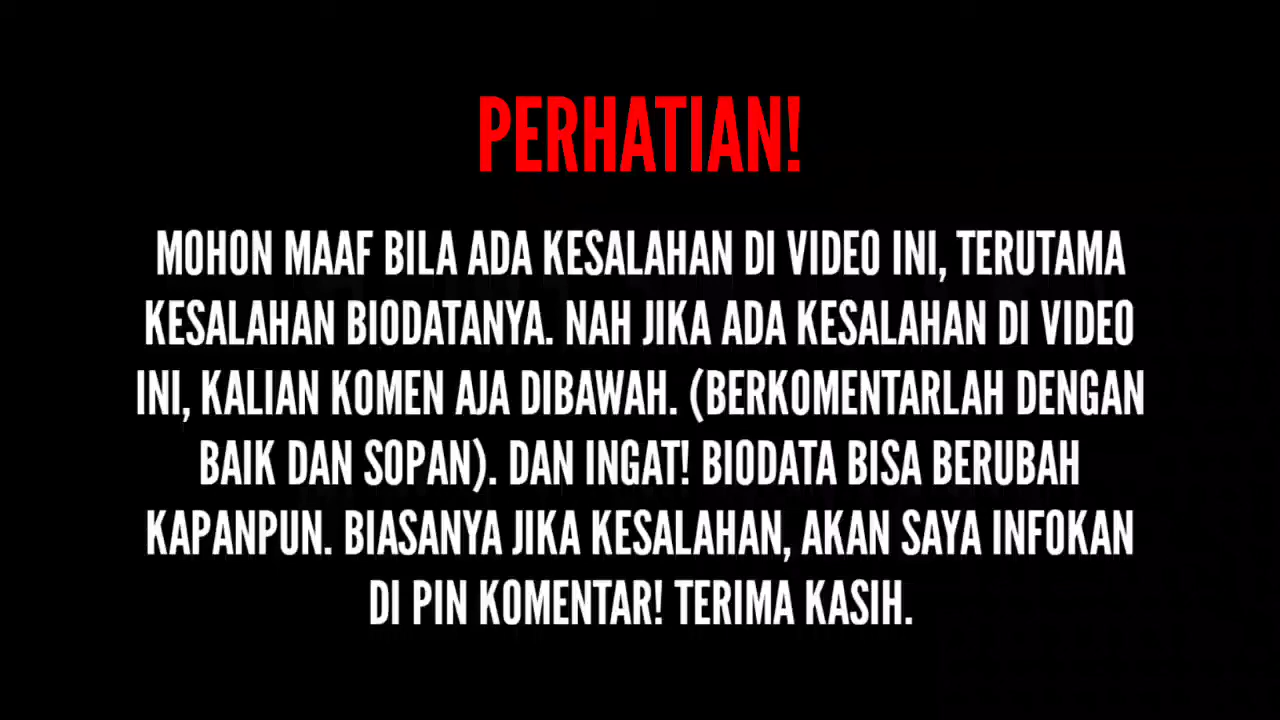 PERHATIAN!
MOHON MAAF BILA ADA KESALAHAN DI VIDEO INI, TERUTAMA
KESALAHAN BIODATANYA. NAH JIKA ADA KESALAHAN DI VIDEO
INI, KALIAN KOMEN AJA DIBAWAH. (BERKOMENTARLAH DENGAN
BAIK DAN SOPAN). DAN INGAT! BIODATA BISA BERUBAH
KAPANPUN. BIASANYA JIKA KESALAHAN, AKAN SAYA INFOKAN
DI PIN KOMENTAR! TERIMA KASIH.